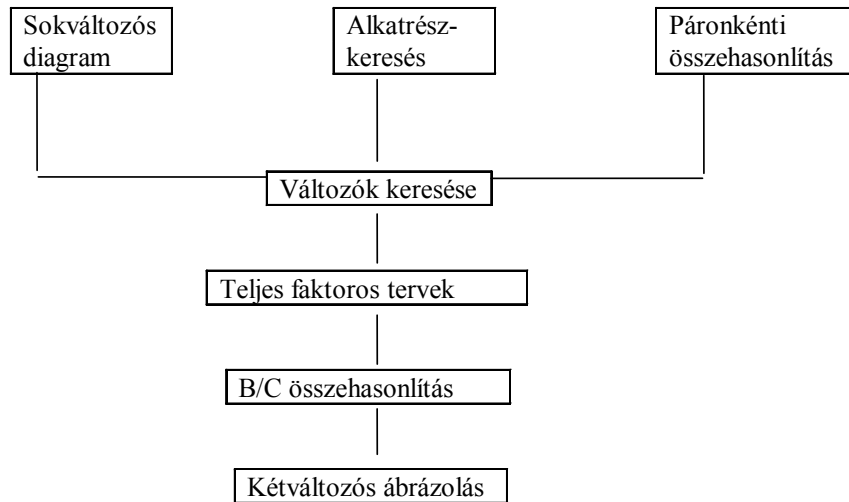 Sokváltozós
diagram
Alkatrész-
keresés
Páronkénti
összehasonlítás
Változók keresése
Teljes faktoros tervek
B/C összehasonlítás
Kétváltozós ábrázolás